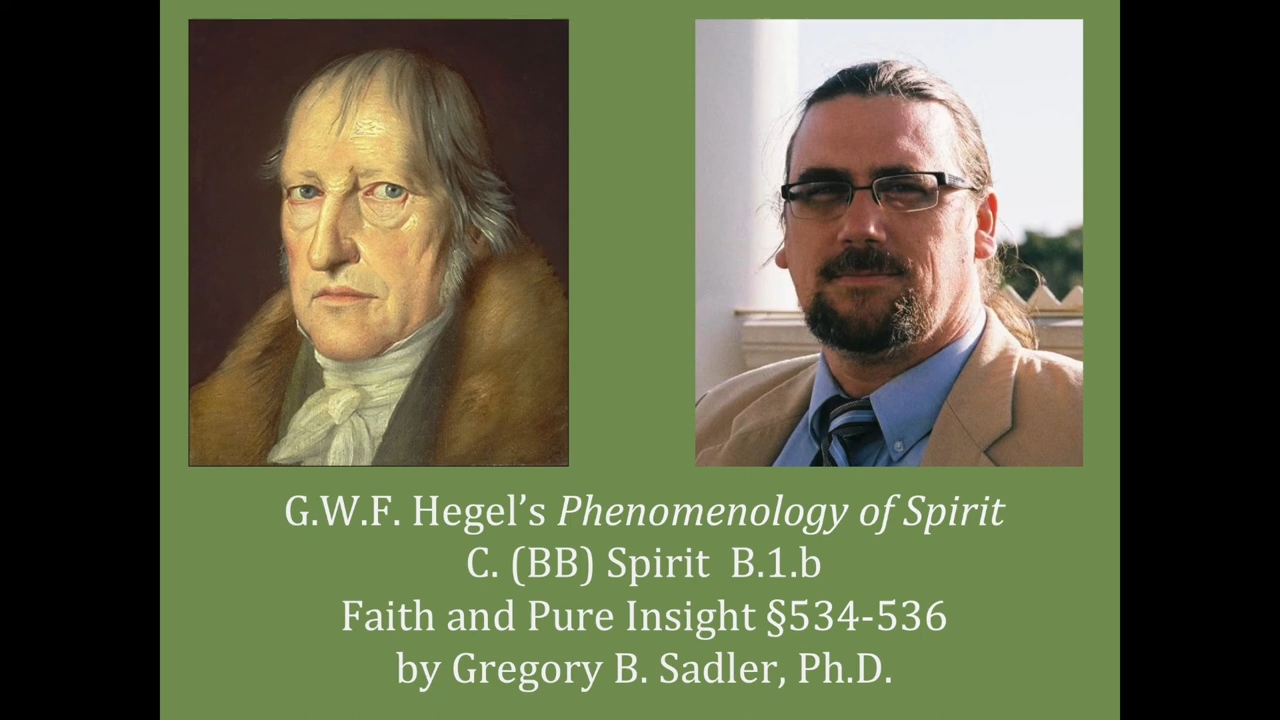 G.W.F. Hegel’s Phenomenology of Spirit
C. (BB) Spirit B.1.b
Faith and Pure Insight §534-536
by Gregory B. Sadler, Ph.D.